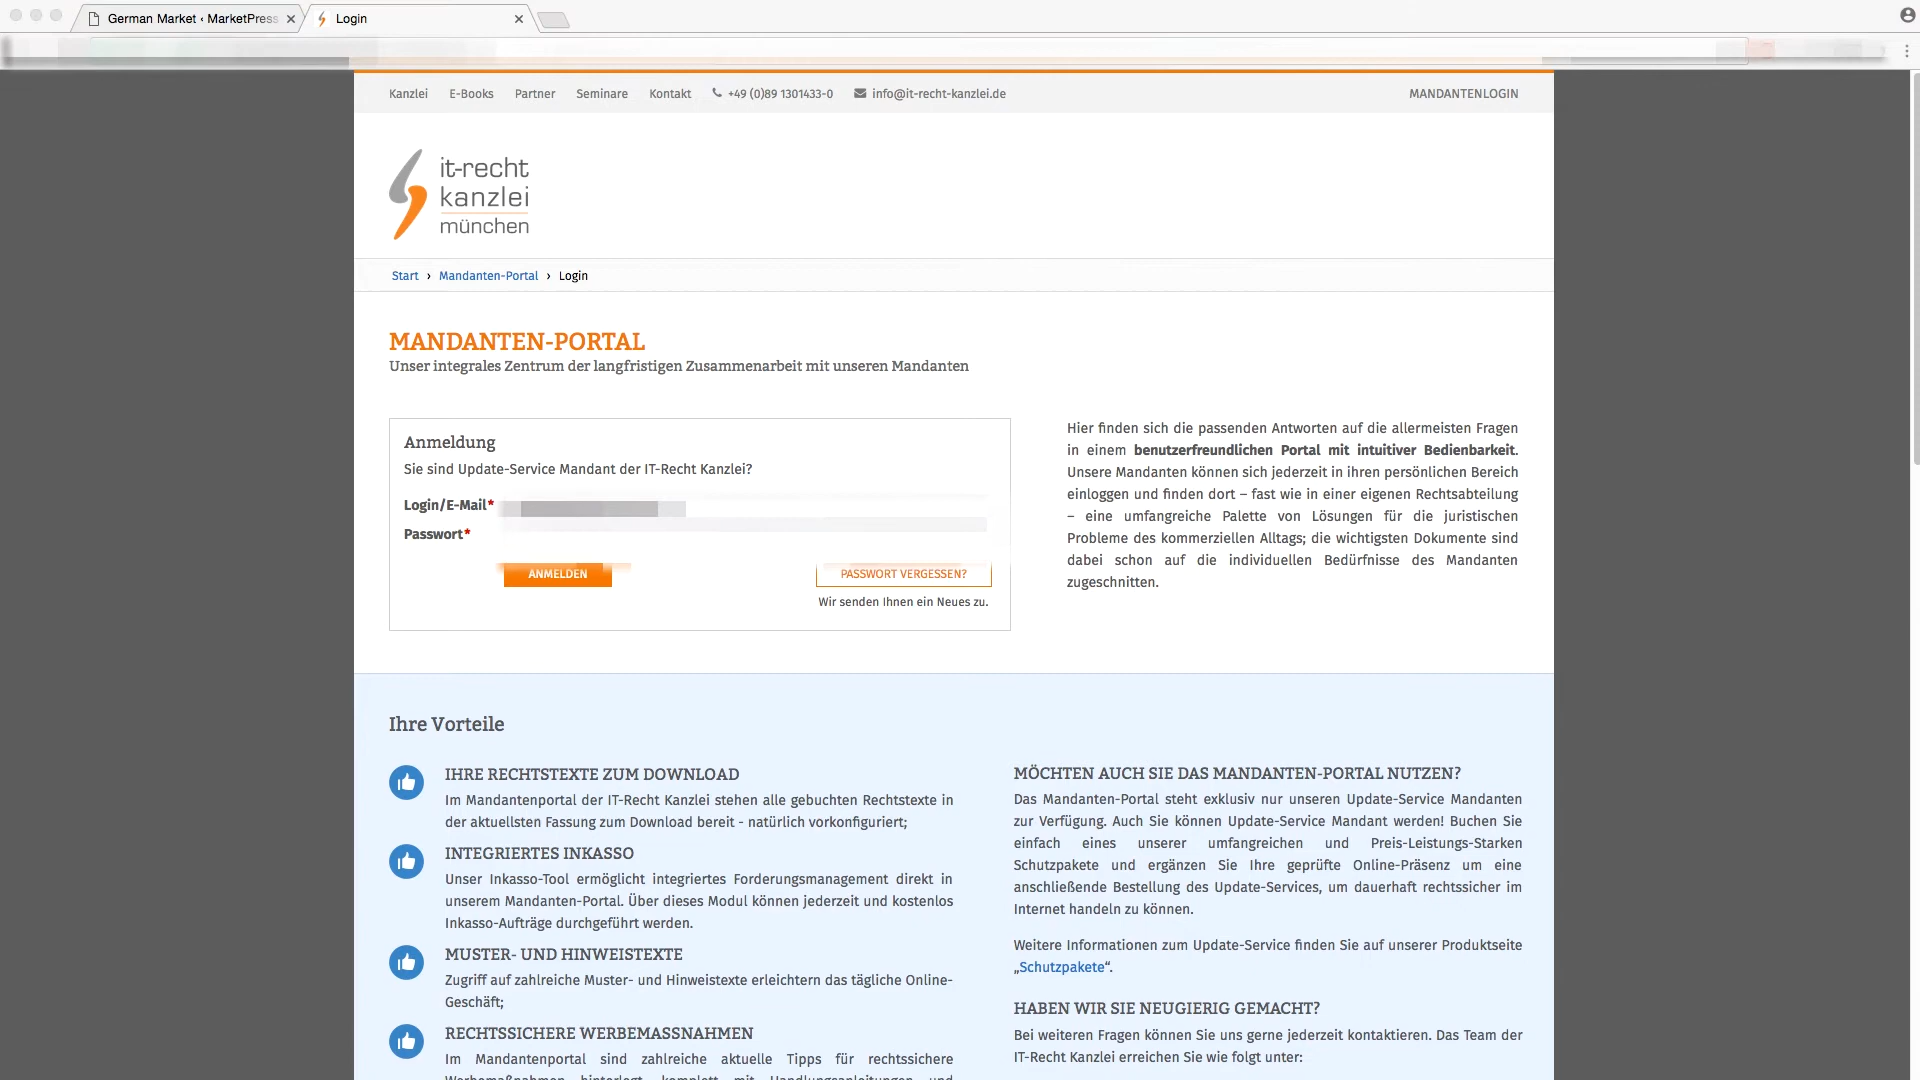 German Market ‹ MarketPress
Login
Kanzlei E-Books Partner Seminare Kontakt +49 (0)89 1301433-0 info@it-recht-kanzlei.de MANDANTENLOGIN
it-recht
kanzlei
münchen
Start › Mandanten-Portal › Login
MANDANTEN-PORTAL
Unser integrales Zentrum der langfristigen Zusammenarbeit mit unseren Mandanten
Anmeldung
Sie sind Update-Service Mandant der IT-Recht Kanzlei?
Login/E-Mail*
Passwort*
ANMELDEN
PASSWORT VERGESSEN?
Wir senden Ihnen ein Neues zu.
Hier finden sich die passenden Antworten auf die allermeisten Fragen
in einem benutzerfreundlichen Portal mit intuitiver Bedienbarkeit.
Unsere Mandanten können sich jederzeit in ihren persönlichen Bereich
einloggen und finden dort – fast wie in einer eigenen Rechtsabteilung
– eine umfangreiche Palette von Lösungen für die juristischen
Probleme des kommerziellen Alltags; die wichtigsten Dokumente sind
dabei schon auf die individuellen Bedürfnisse des Mandanten
zugeschnitten.
Ihre Vorteile
IHRE RECHTSTEXTE ZUM DOWNLOAD
Im Mandantenportal der IT-Recht Kanzlei stehen alle gebuchten Rechtstexte in
der aktuellsten Fassung zum Download bereit - natürlich vorkonfiguriert;
INTEGRIERTES INKASSO
Unser Inkasso-Tool ermöglicht integriertes Forderungsmanagement direkt in
unserem Mandanten-Portal. Über dieses Modul können jederzeit und kostenlos
Inkasso-Aufträge durchgeführt werden.
MUSTER- UND HINWEISTEXTE
Zugriff auf zahlreiche Muster- und Hinweistexte erleichtern das tägliche Online-
Geschäft;
RECHTSSICHERE WERBEMASSNAHMEN
Im Mandantenportal sind zahlreiche aktuelle Tipps für rechtssichere
Werbemaßnahmen hinterlegt, komplett mit Handlungsanleitungen und
MÖCHTEN AUCH SIE DAS MANDANTEN-PORTAL NUTZEN?
Das Mandanten-Portal steht exklusiv nur unseren Update-Service Mandanten
zur Verfügung. Auch Sie können Update-Service Mandant werden! Buchen Sie
einfach eines unserer umfangreichen und Preis-Leistungs-Starken
Schutzpakete und ergänzen Sie Ihre geprüfte Online-Präsenz um eine
anschließende Bestellung des Update-Services, um dauerhaft rechtssicher im
Internet handeln zu können.
Weitere Informationen zum Update-Service finden Sie auf unserer Produktseite
„Schutzpakete“.
HABEN WIR SIE NEUGIERIG GEMACHT?
Bei weiteren Fragen können Sie uns gerne jederzeit kontaktieren. Das Team der
IT-Recht Kanzlei erreichen Sie wie folgt unter: